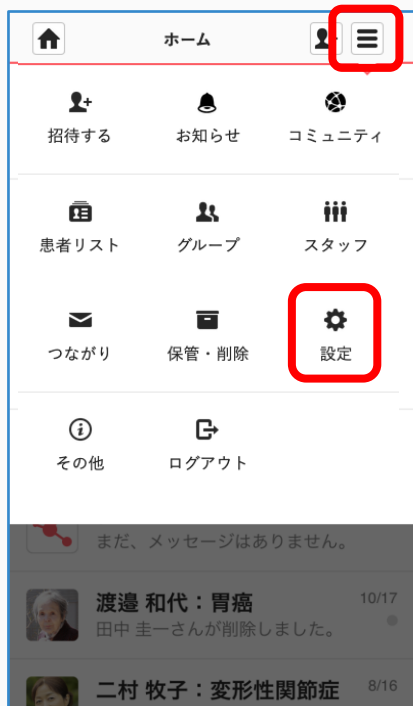 ホーム
招待する お知らせ コミュニティ
患者リスト グループ スタッフ
つながり 保管・削除 設定
その他 ログアウト
まだ、メッセージはありません。
渡邉 和代：胃癌 10/17
田中 圭一さんが削除しました。
二村 牧子：変形性関節症 8/16